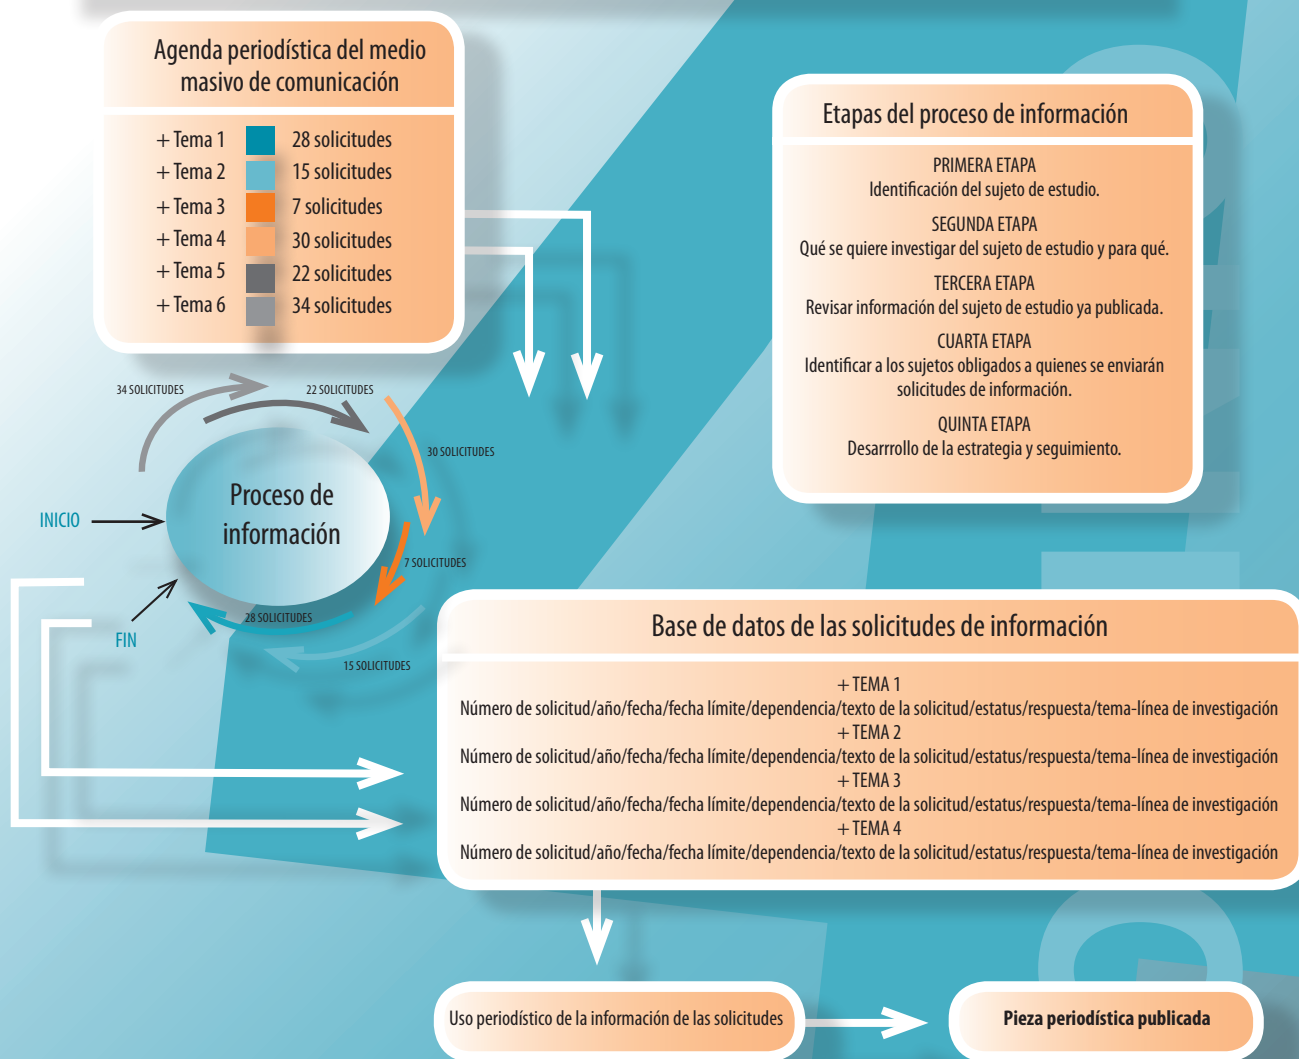 Agenda periodística del medio
masivo de comunicación
+ Tema 1 28 solicitudes
+ Tema 2 15 solicitudes
+ Tema 3 7 solicitudes
+ Tema 4 30 solicitudes
+ Tema 5 22 solicitudes
+ Tema 6 34 solicitudes
Etapas del proceso de información
PRIMERA ETAPA
Identificación del sujeto de estudio.
SEGUNDA ETAPA
Qué se quiere investigar del sujeto de estudio y para qué.
TERCERA ETAPA
Revisar información del sujeto de estudio ya publicada.
CUARTA ETAPA
Identificar a los sujetos obligados a quienes se enviarán
solicitudes de información.
QUINTA ETAPA
Desarrrollo de la estrategia y seguimiento.
34 SOLICITUDES
22 SOLICITUDES
30 SOLICITUDES
Proceso de
información
INICIO
7 SOLICITUDES
28 SOLICITUDES
FIN
15 SOLICITUDES
Base de datos de las solicitudes de información
+ TEMA 1
Número de solicitud/año/fecha/fecha límite/dependencia/texto de la solicitud/estatus/respuesta/tema-línea de investigación
+ TEMA 2
Número de solicitud/año/fecha/fecha límite/dependencia/texto de la solicitud/estatus/respuesta/tema-línea de investigación
+ TEMA 3
Número de solicitud/año/fecha/fecha límite/dependencia/texto de la solicitud/estatus/respuesta/tema-línea de investigación
+ TEMA 4
Número de solicitud/año/fecha/fecha límite/dependencia/texto de la solicitud/estatus/respuesta/tema-línea de investigación
Uso periodístico de la información de las solicitudes
Pieza periodística publicada